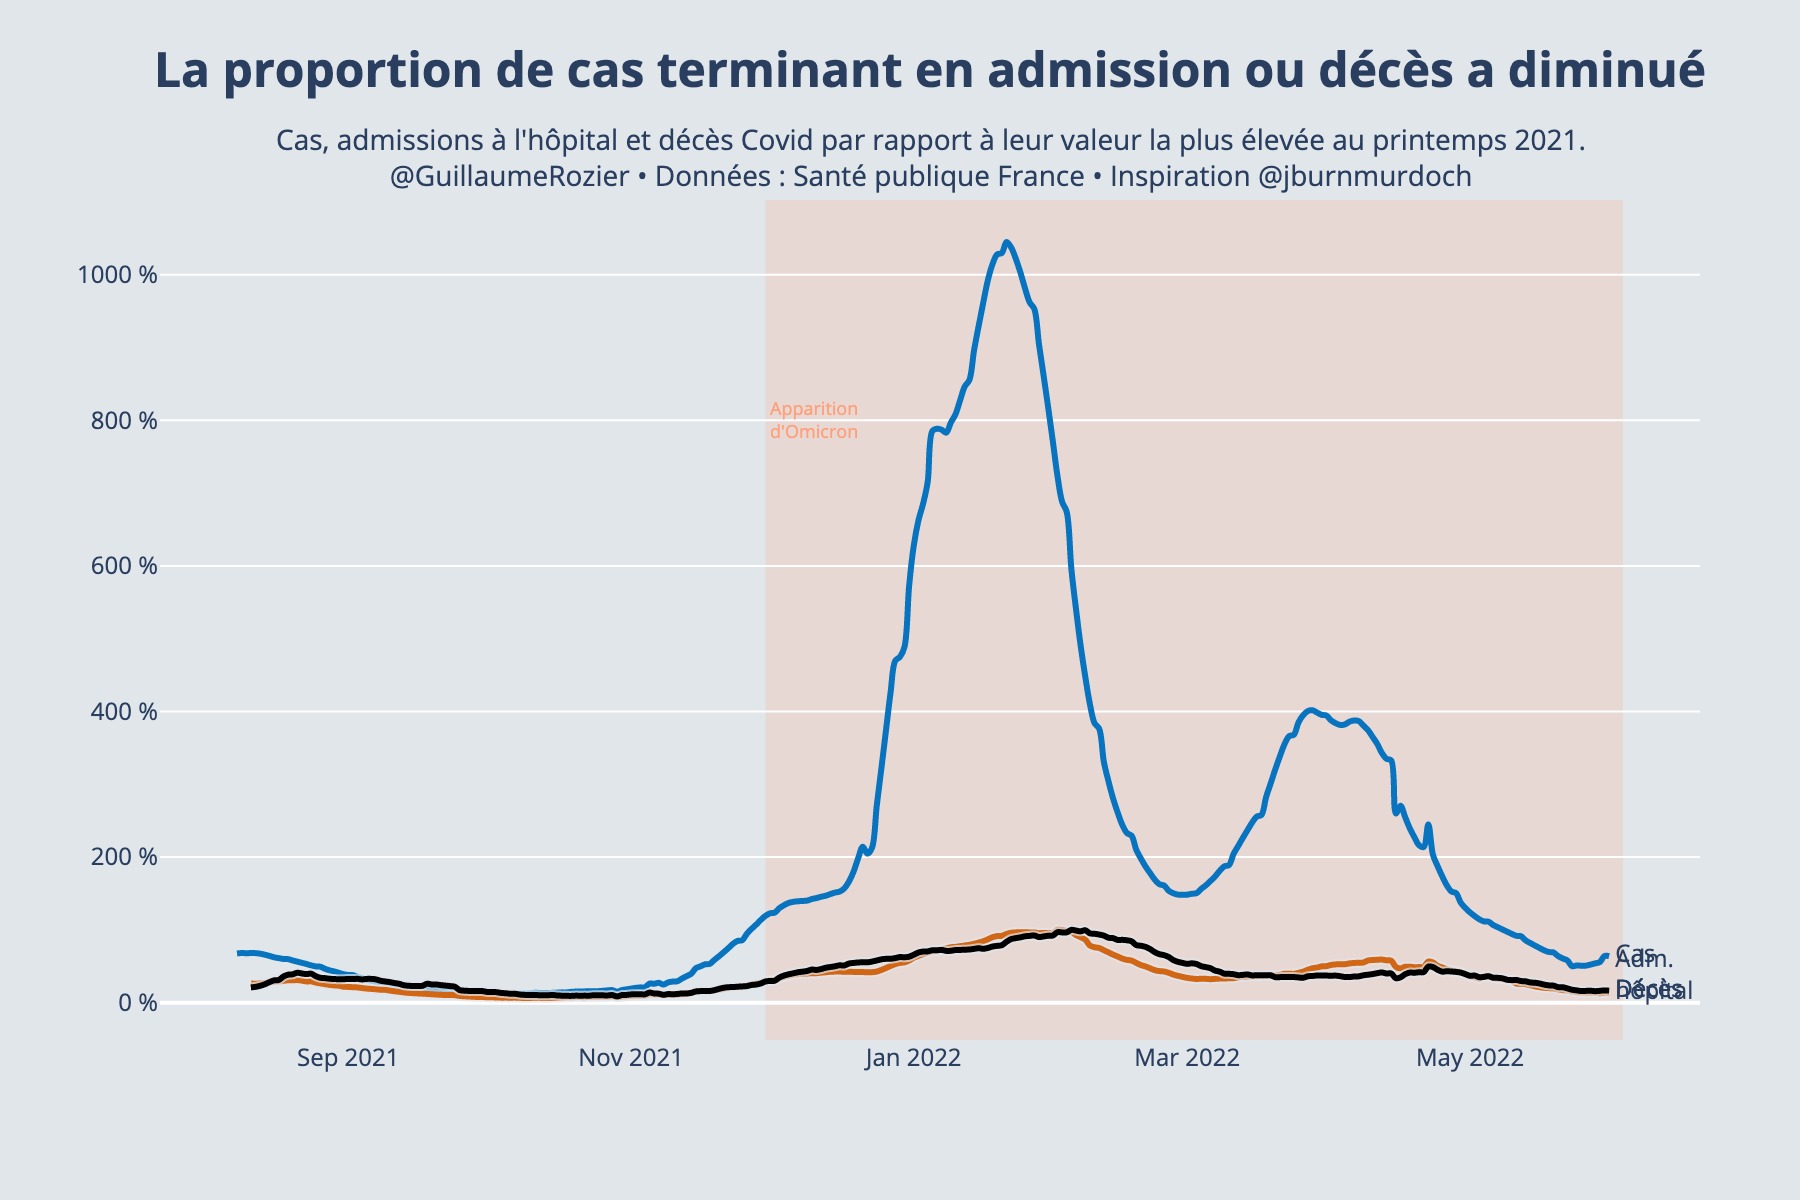 La proportion de cas terminant en admission ou décès a diminué
Cas, admissions à l'hôpital et décès Covid par rapport à leur valeur la plus élevée au printemps 2021.
@GuillaumeRozier • Données : Santé publique France • Inspiration @jburnmurdoch
1000 %
800 %
600 %
400 %
200 %
0 %
Apparition
d'Omicron
Cas
Adm.
Décès
hôpital
Sep 2021
Nov 2021
Jan 2022
Mar 2022
May 2022